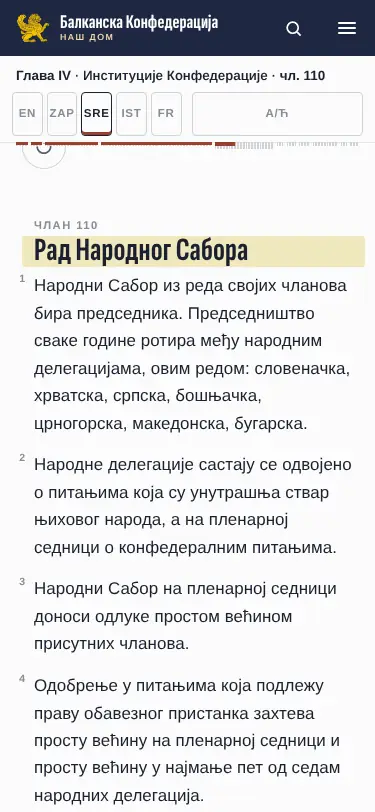 Балканска Конфедерација
НАШ ДОМ
Глава IV · Институције Конфедерације · чл. 110
EN ZAP SRE IST FR А/Ћ
ЧЛАН 110
Рад Народног Сабора
1 Народни Сабор из реда својих чланова
бира председника. Председништво
сваке године ротира међу народним
делегацијама, овим редом: словеначка,
хрватска, српска, бошњачка,
црногорска, македонска, бугарска.
2 Народне делегације састају се одвојено
о питањима која су унутрашња ствар
њиховог народа, а на пленарној
седници о конфедералним питањима.
3 Народни Сабор на пленарној седници
доноси одлуке простом већином
присутних чланова.
4 Одобрење у питањима која подлежу
праву обавезног пристанка захтева
просту већину на пленарној седници и
просту већину у најмање пет од седам
народних делегација.